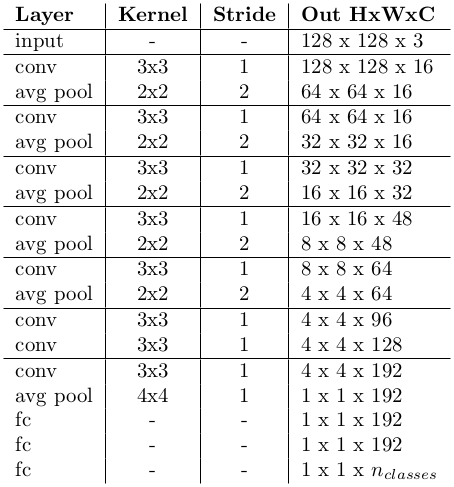 Layer Kernel Stride Out HxWxC
input - - 128 x 128 x 3
conv 3x3 1 128 x 128 x 16
avg pool 2x2 2 64 x 64 x 16
conv 3x3 1 64 x 64 x 16
avg pool 2x2 2 32 x 32 x 16
conv 3x3 1 32 x 32 x 32
avg pool 2x2 2 16 x 16 x 32
conv 3x3 1 16 x 16 x 48
avg pool 2x2 2 8 x 8 x 48
conv 3x3 1 8 x 8 x 64
avg pool 2x2 2 4 x 4 x 64
conv 3x3 1 4 x 4 x 96
conv 3x3 1 4 x 4 x 128
conv 3x3 1 4 x 4 x 192
avg pool 4x4 1 1 x 1 x 192
fc - - 1 x 1 x 192
fc - - 1 x 1 x 192
fc - - 1 x 1 x n_classes